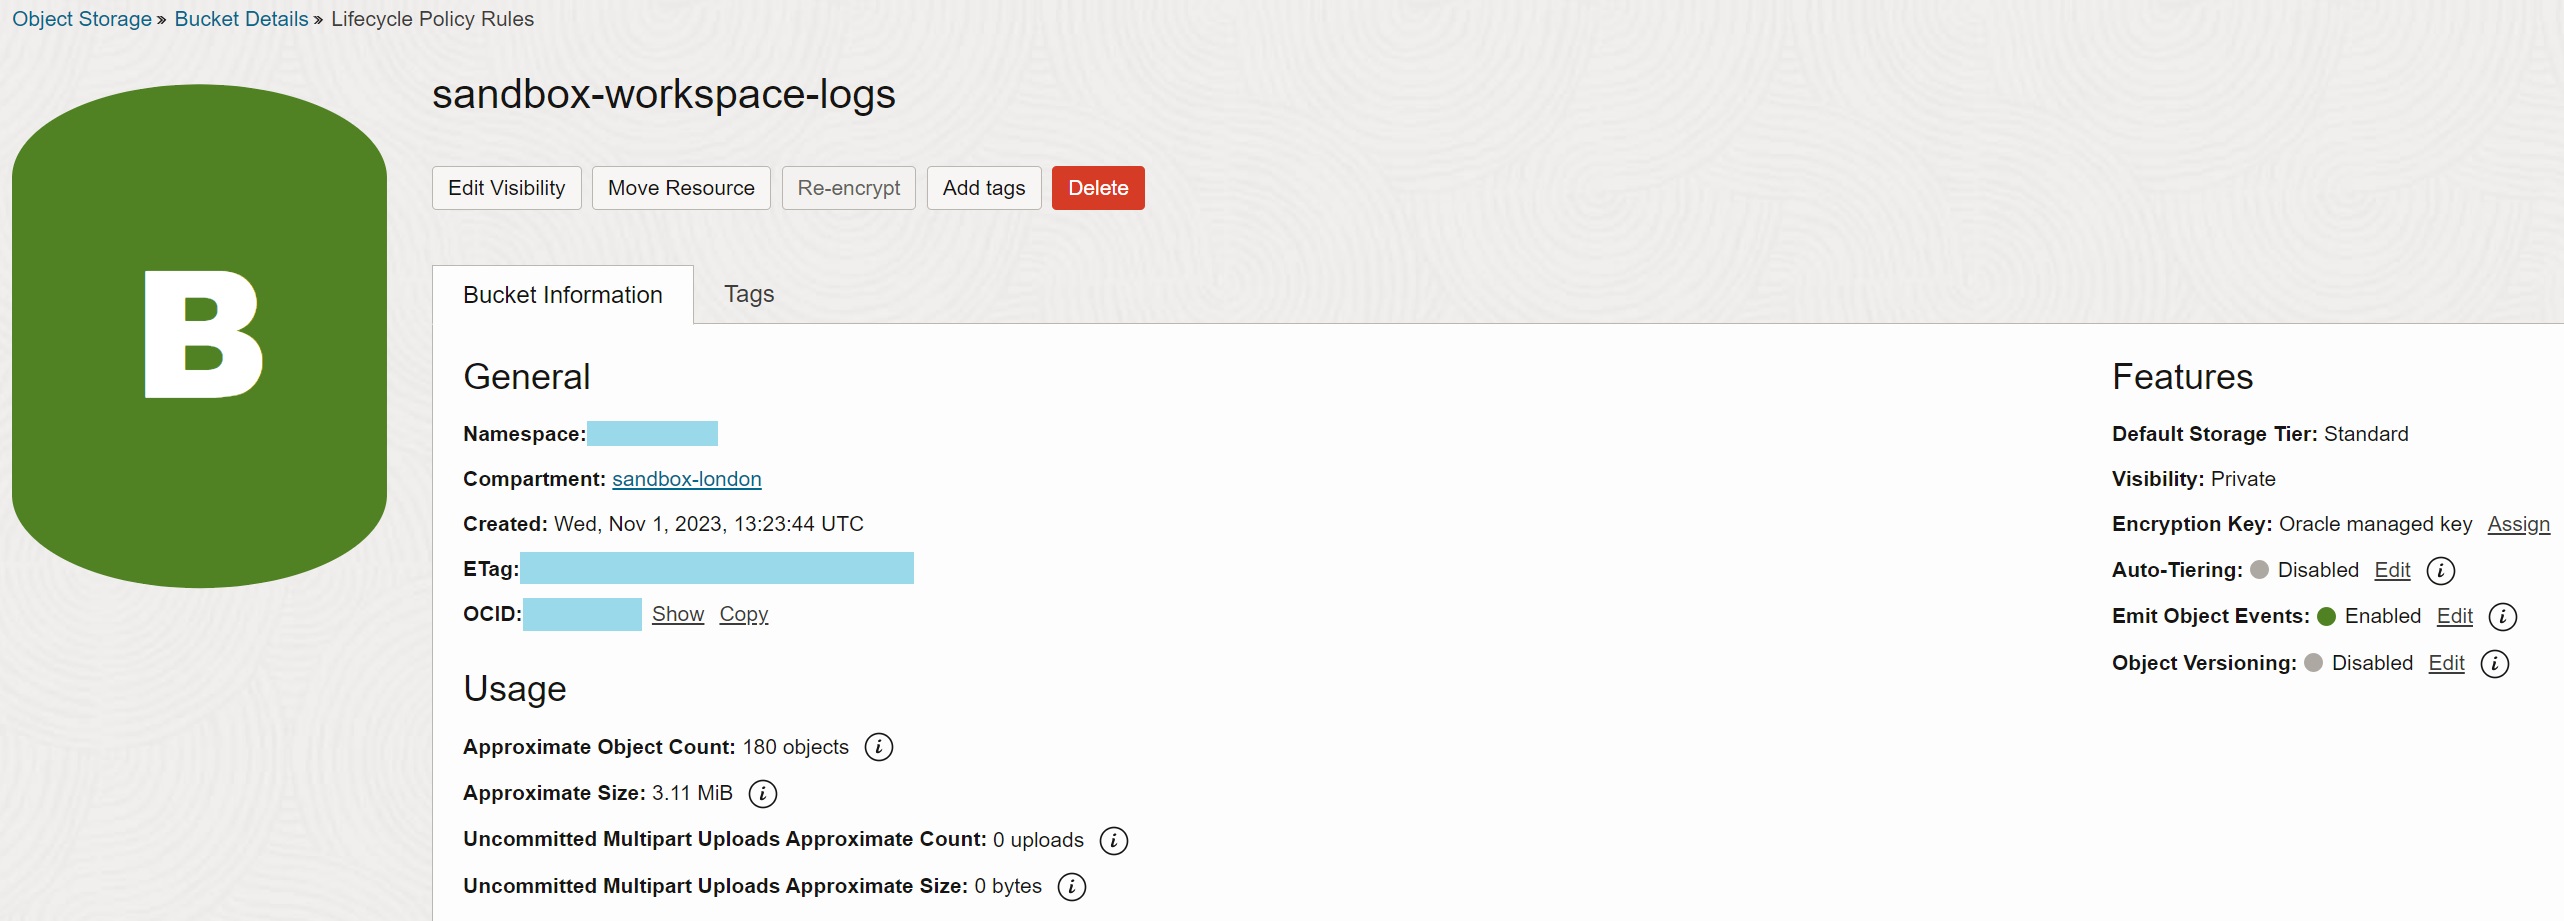 Object Storage » Bucket Details » Lifecycle Policy Rules
B
sandbox-workspace-logs
Edit Visibility Move Resource Re-encrypt Add tags Delete
Bucket Information Tags
General
Namespace:
Compartment: sandbox-london
Created: Wed, Nov 1, 2023, 13:23:44 UTC
ETag:
OCID: Show Copy
Usage
Approximate Object Count: 180 objects i
Approximate Size: 3.11 MiB i
Uncommitted Multipart Uploads Approximate Count: 0 uploads i
Uncommitted Multipart Uploads Approximate Size: 0 bytes i
Features
Default Storage Tier: Standard
Visibility: Private
Encryption Key: Oracle managed key Assign
Auto-Tiering: Disabled Edit i
Emit Object Events: Enabled Edit i
Object Versioning: Disabled Edit i